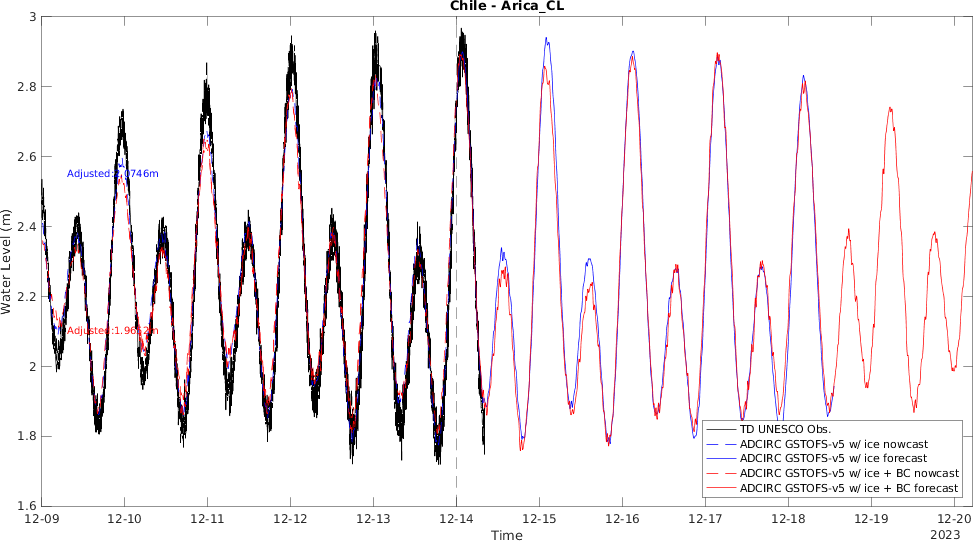 Chile - Arica_CL
3
2.8
2.6
2.4
2.2
2
1.8
1.6
Water Level (m)
Adjusted:
m
Adjusted:
m
TD UNESCO Obs.
ADCIRC GSTOFS-v5 w/ ice nowcast
ADCIRC GSTOFS-v5 w/ ice forecast
ADCIRC GSTOFS-v5 w/ ice + BC nowcast
ADCIRC GSTOFS-v5 w/ ice + BC forecast
12-09 12-10 12-11 12-12 12-13 12-14 12-15 12-16 12-17 12-18 12-19 12-20
Time
2023